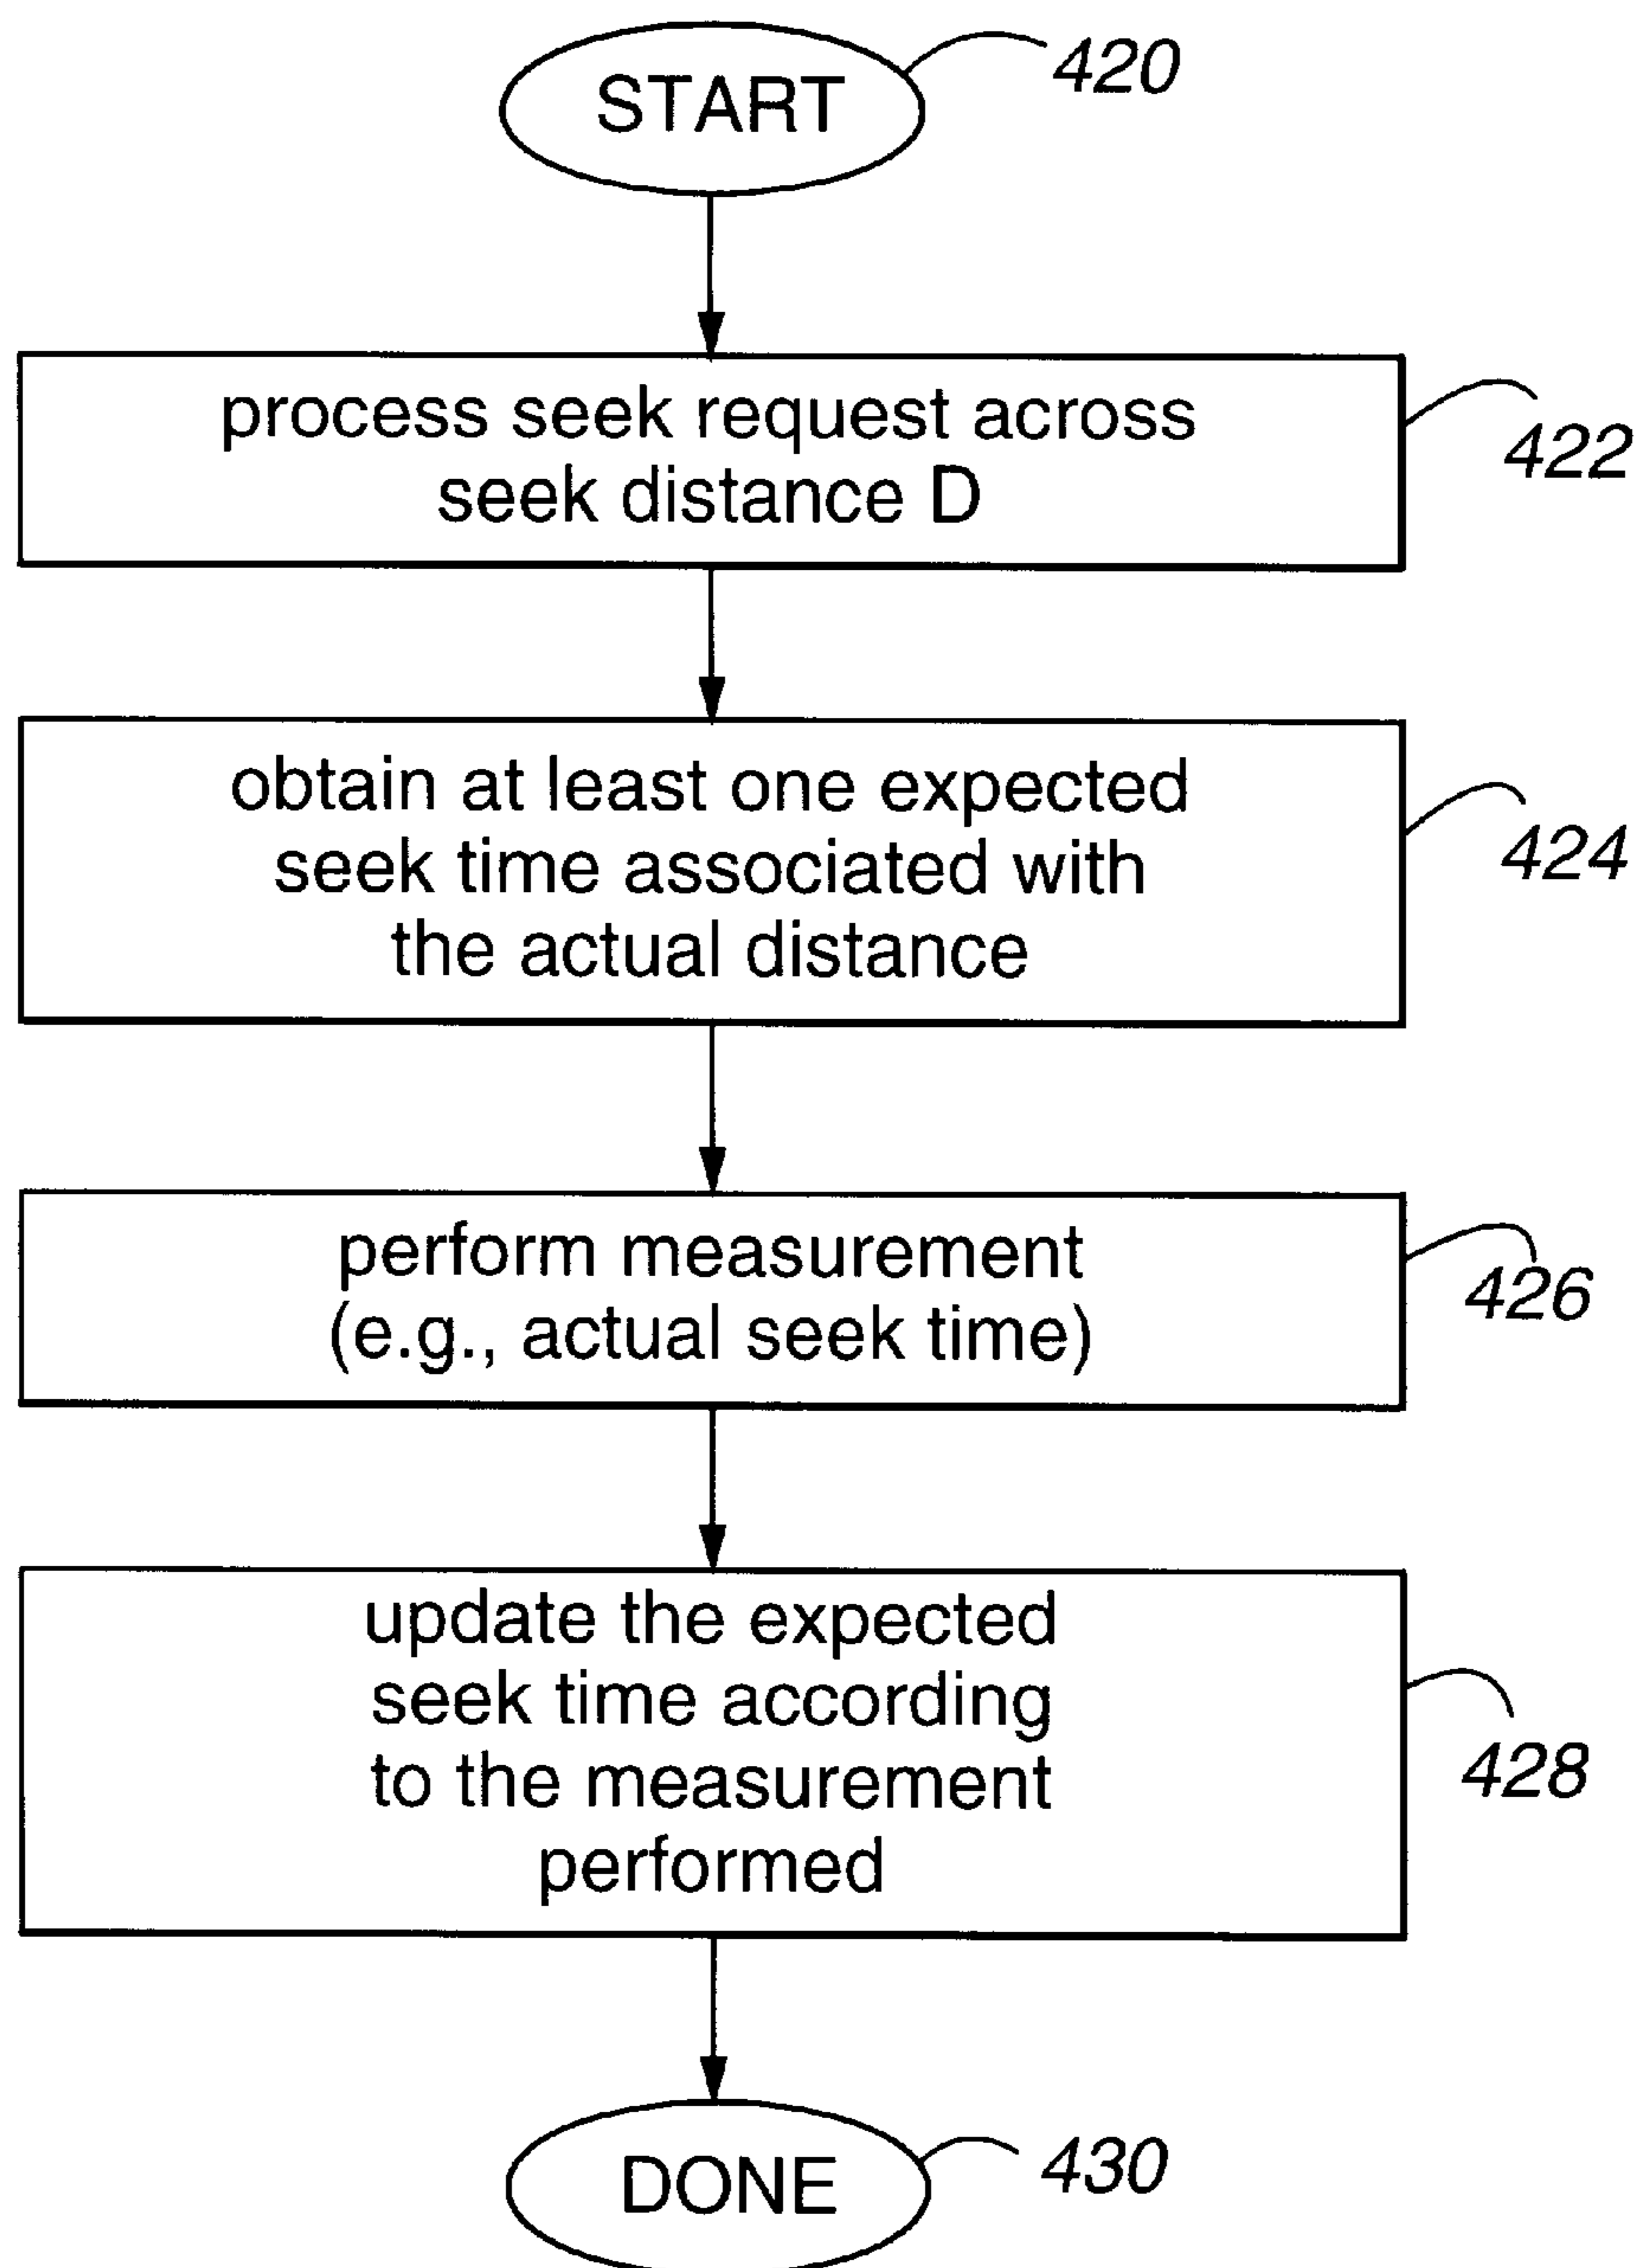 START
420
process seek request across
seek distance D
422
obtain at least one expected
seek time associated with
the actual distance
424
perform measurement
(e.g., actual seek time)
426
update the expected
seek time according
to the measurement
performed
428
DONE
430